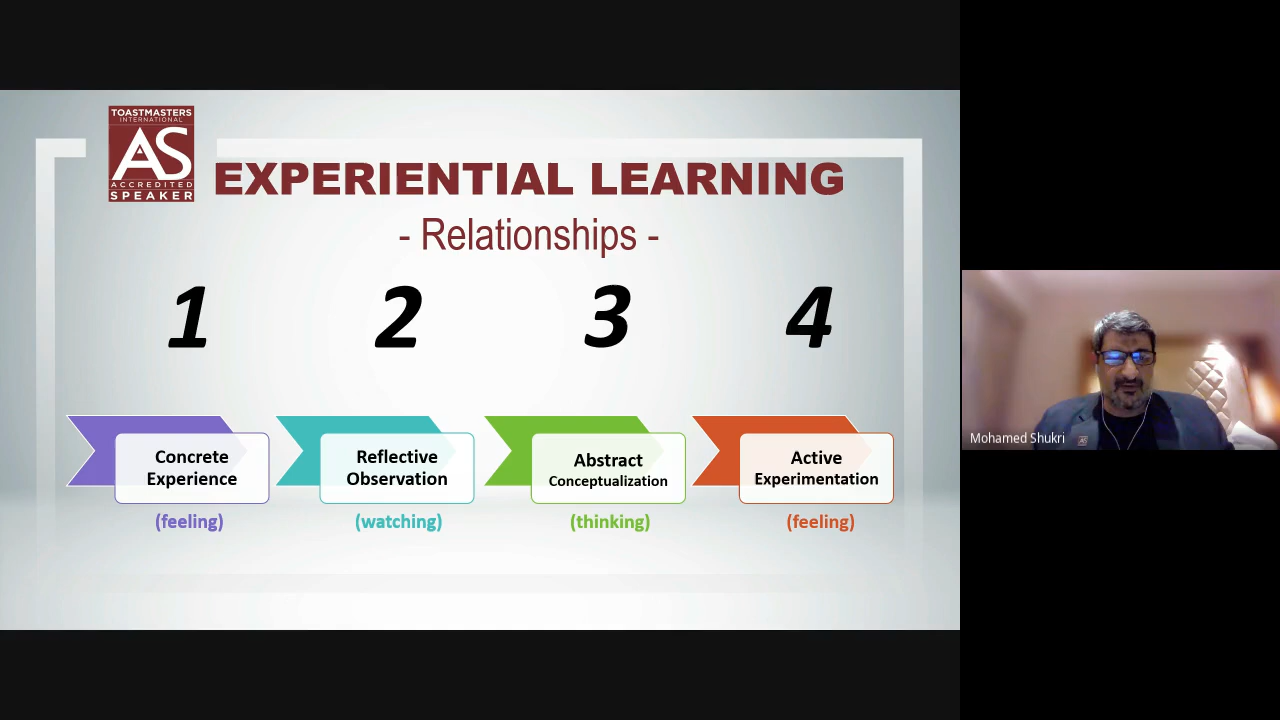 TOASTMASTERS
INTERNATIONAL
AS
ACCREDITED
SPEAKER
EXPERIENTIAL LEARNING
- Relationships -
1 2 3 4
Concrete
Experience
(feeling)
Reflective
Observation
(watching)
Abstract
Conceptualization
(thinking)
Active
Experimentation
(feeling)
Mohamed Shukri
AS